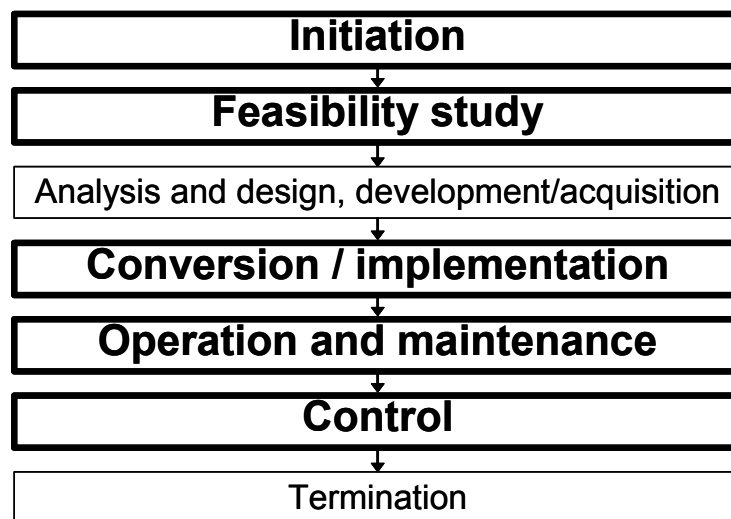 Initiation
Feasibility study
Analysis and design, development/acquisition
Conversion / implementation
Operation and maintenance
Control
Termination